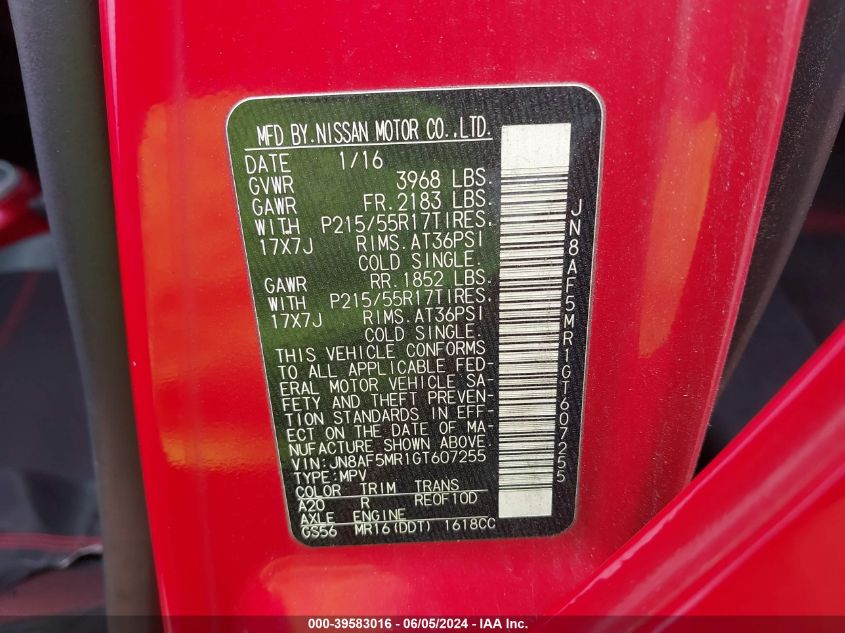 MFD BY.NISSAN MOTOR CO.,LTD.
DATE 1/16
GVWR 3968 LBS
GAWR FR.2183 LBS.
WITH P215/55R17TIRES.
17X7J RIMS.AT36PSI
COLD SINGLE.
GAWR RR.1852 LBS.
WITH P215/55R17TIRES.
17X7J RIMS.AT36PSI
COLD SINGLE.
THIS VEHICLE CONFORMS
TO ALL APPLICABLE FED-
ERAL MOTOR VEHICLE SA-
FETY AND THEFT PREVEN-
TION STANDARDS IN EFF-
ECT ON THE DATE OF MA-
NUFACTURE SHOWN ABOVE.
VIN:JN8AF5MR1GT607255
TYPE:MPV
COLOR TRIM TRANS
A20 R RE0F10D
AXLE ENGINE
GS56 MR16(DDT) 1618CC
JN8AF5MR1GT607255
000-39583016 - 06/05/2024 - IAA Inc.